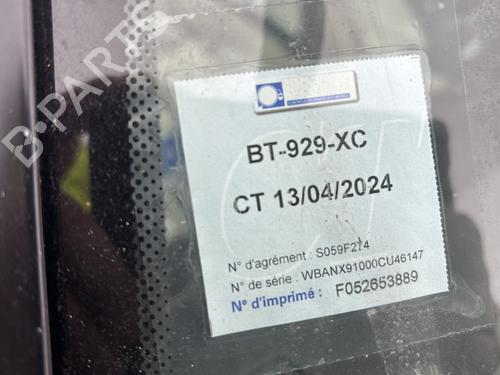 B-PARTS
BT-929-XC
CT 13/04/2024
N° d'agrément : S059F274
N° de série : WBANX91000CU46147
N° d'imprimé : F052653889